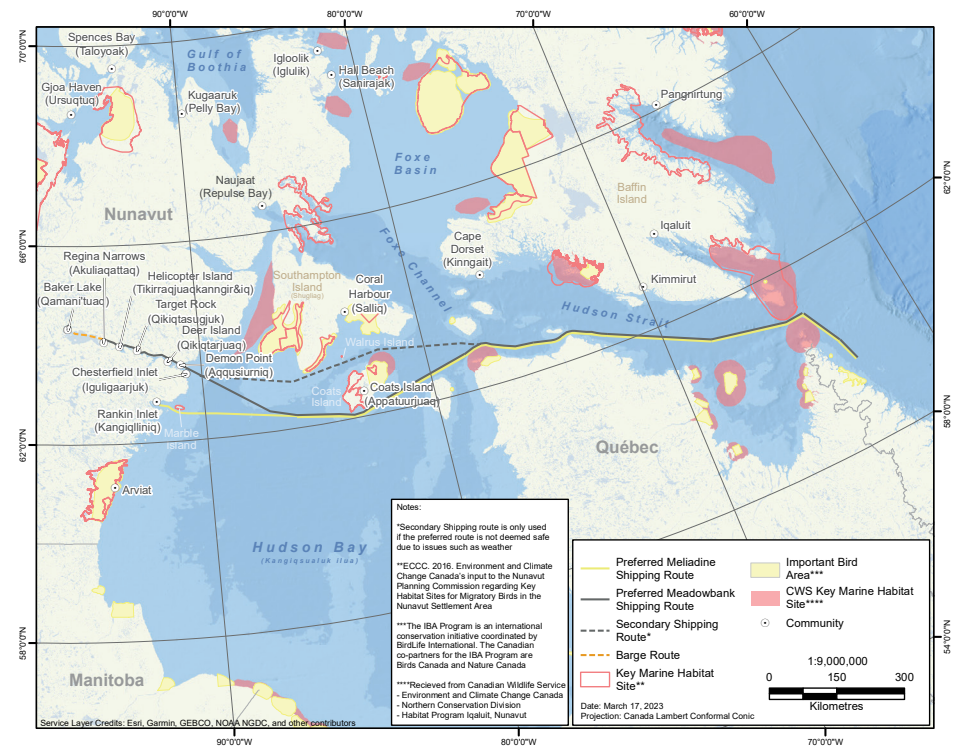 90°0'0"W
80°0'0"W
70°0'0"W
60°0'0"W
70°0'0"N
66°0'0"N
62°0'0"N
58°0'0"N
62°0'0"N
58°0'0"N
54°0'0"N
Spences Bay
(Taloyoak)
Gulf of
Boothia
Igloolik
(Iglulik)
Hall Beach
(Sanirajak)
Gjoa Haven
(Ursuqtuq)
Kugaaruk
(Pelly Bay)
Pangnirtung
Foxe
Basin
Naujaat
(Repulse Bay)
Baffin
Island
Nunavut
Iqaluit
Cape
Dorset
(Kinngait)
Foxe Channel
Regina Narrows
(Akuliaqattaq)
Helicopter Island
(Tikirraqjuaqkanngir&iq)
Baker Lake
(Qamani'tuac)
Target Rock
(Qikiqtasugjuk)
Deer Island
(Qikiqtarjuaq)
Southampton
Island
(Shugliaq)
Coral
Harbour
(Salliq)
Kimmirut
Hudson Strait
Walrus Island
Demon Point
(Aqqusiurniq)
Chesterfield Inlet
(Iguligaarjuk)
Coats
Island
Coats Island
(Appatuurjuaq)
Rankin Inlet
(Kangiqlliniq)
Marble
Island
Québec
Arviat
Hudson Bay
(Kangiqsualuk ilua)
Manitoba
Notes:
*Secondary Shipping route is only used
if the preferred route is not deemed safe
due to issues such as weather
**ECCC. 2016. Environment and Climate
Change Canada's input to the Nunavut
Planning Commission regarding Key
Habitat Sites for Migratory Birds in the
Nunavut Settlement Area
***The IBA Program is an international
conservation initiative coordinated by
BirdLife International. The Canadian
co-partners for the IBA Program are
Birds Canada and Nature Canada
****Recieved from Canadian Wildlife Service
- Environment and Climate Change Canada
- Northern Conservation Division
- Habitat Program Iqaluit, Nunavut
Preferred Meliadine
Shipping Route
Preferred Meadowbank
Shipping Route
Secondary Shipping
Route*
Barge Route
Key Marine Habitat
Site**
Important Bird
Area***
CWS Key Marine Habitat
Site****
Community
1:9,000,000
0 150 300
Kilometres
Date: March 17, 2023
Projection: Canada Lambert Conformal Conic
Service Layer Credits: Esri, Garmin, GEBCO, NOAA NGDC, and other contributors
90°0'0"W
80°0'0"W
70°0'0"W